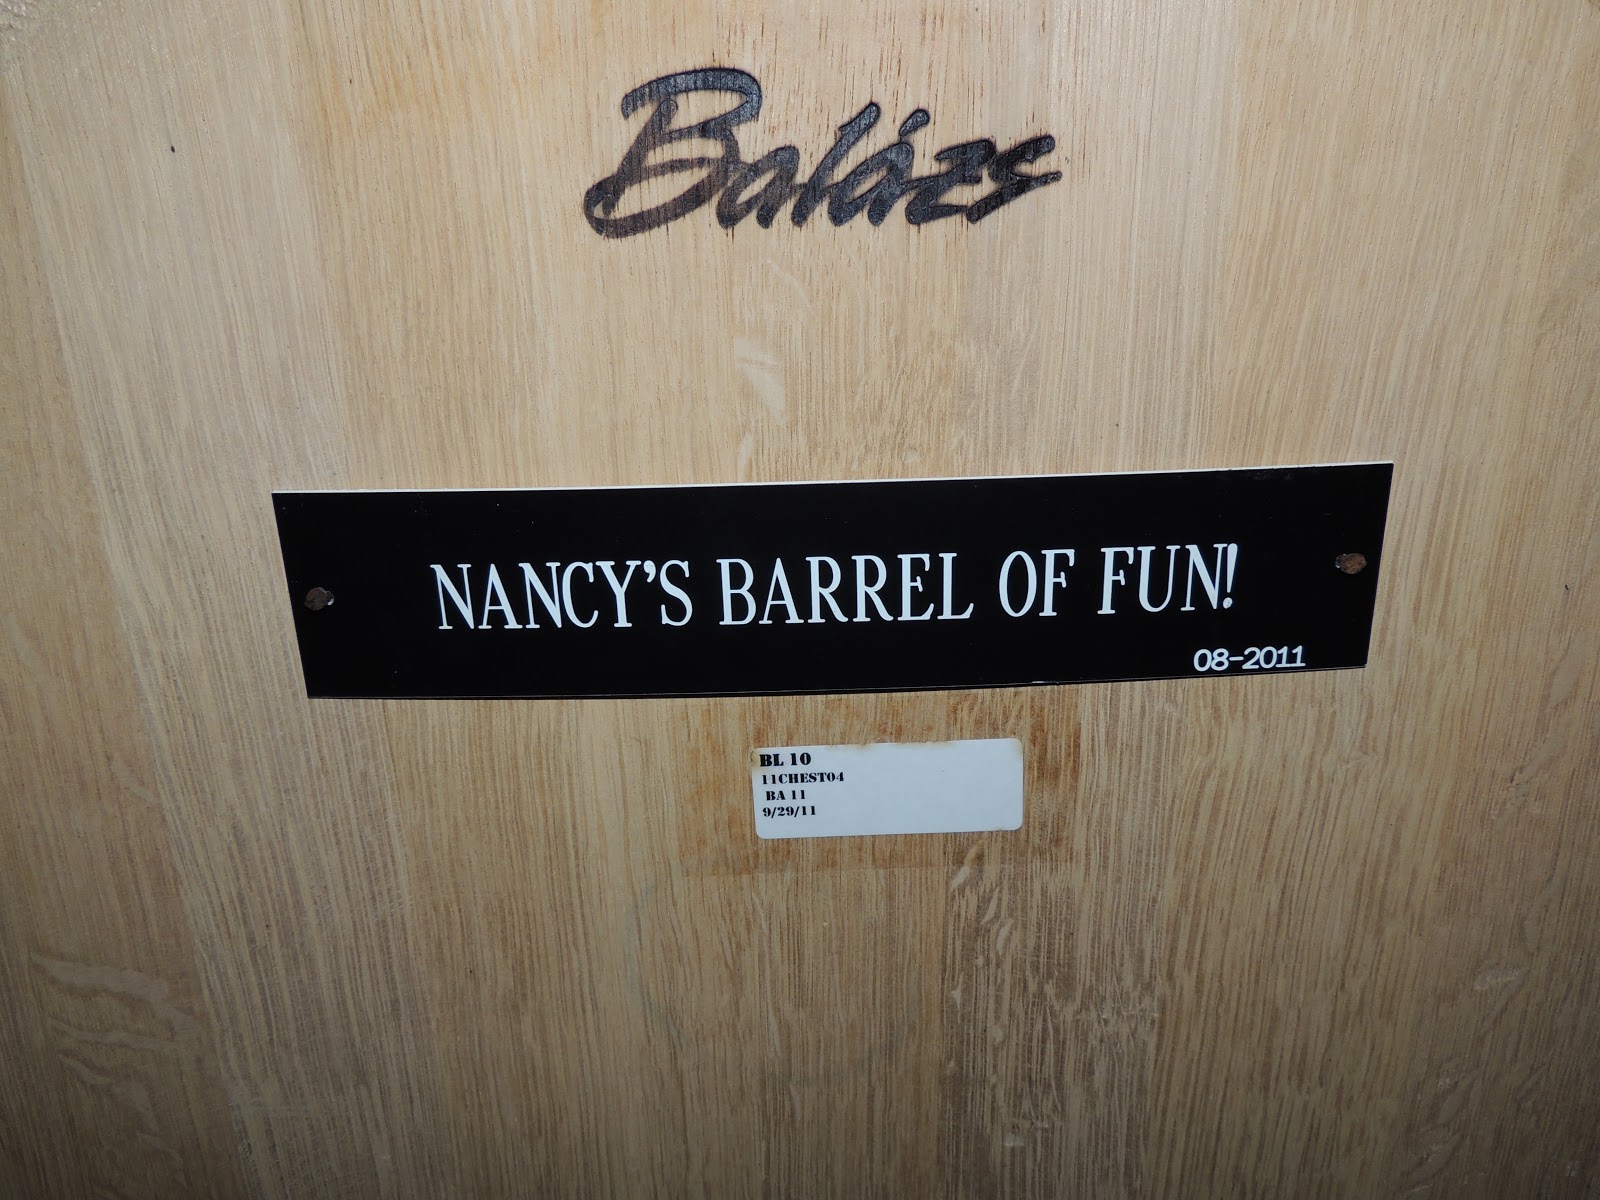 Balázs
NANCY'S BARREL OF FUN!
08-2011
BL 10
11CHEST04
BA 11
9/29/11